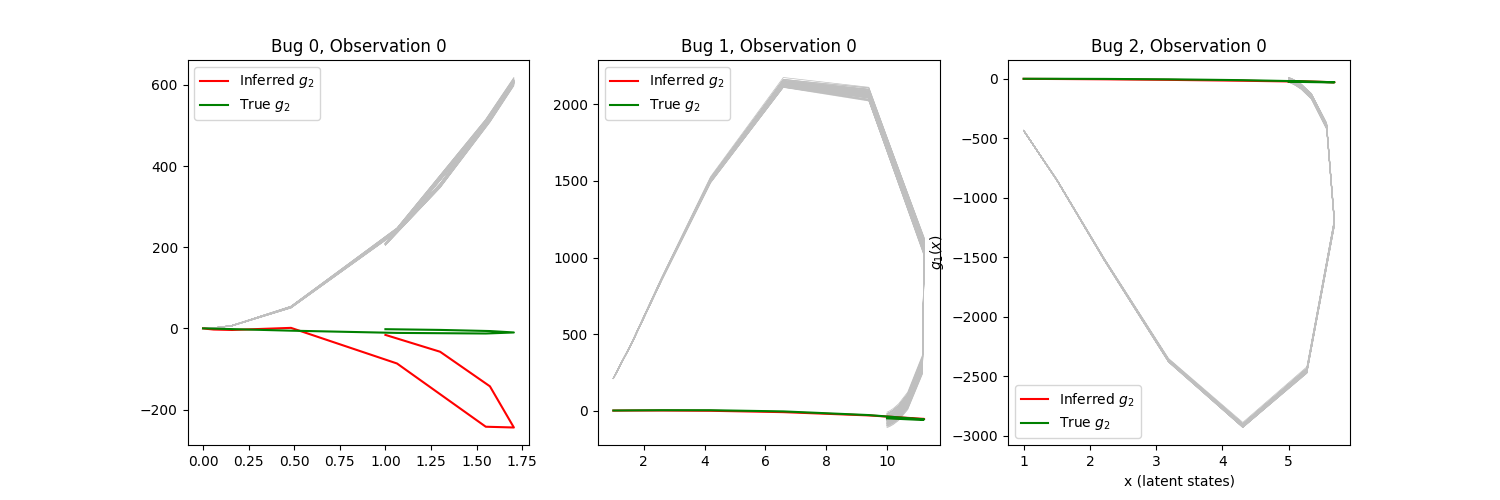 Bug 0, Observation 0
Inferred g₂
True g₂
600
400
200
0
−200
0.00 0.25 0.50 0.75 1.00 1.25 1.50 1.75
Bug 1, Observation 0
Inferred g₂
True g₂
2000
1500
1000
500
0
2 4 6 8 10
Bug 2, Observation 0
g₁(x)
0
−500
−1000
−1500
−2000
−2500
−3000
Inferred g₂
True g₂
1 2 3 4 5
x (latent states)